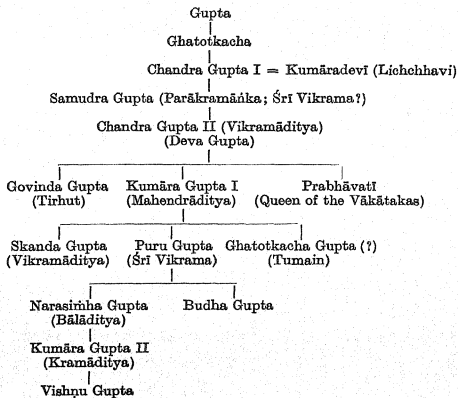 Gupta
Ghatotkacha
Chandra Gupta I = Kumāradevī (Lichchhavi)
Samudra Gupta (Parākramāṅka; Śrī Vikrama?)
Chandra Gupta II (Vikramāditya)
(Deva Gupta)
Govinda Gupta Kumāra Gupta I Prabhāvatī
(Tirhut) (Mahendrāditya) (Queen of the Vākāṭakas)
Skanda Gupta Puru Gupta Ghatotkacha Gupta (?)
(Vikramāditya) (Śrī Vikrama) (Tumain)
Narasiṁha Gupta Budha Gupta
(Bālāditya)
Kumāra Gupta II
(Kramāditya)
Vishṇu Gupta